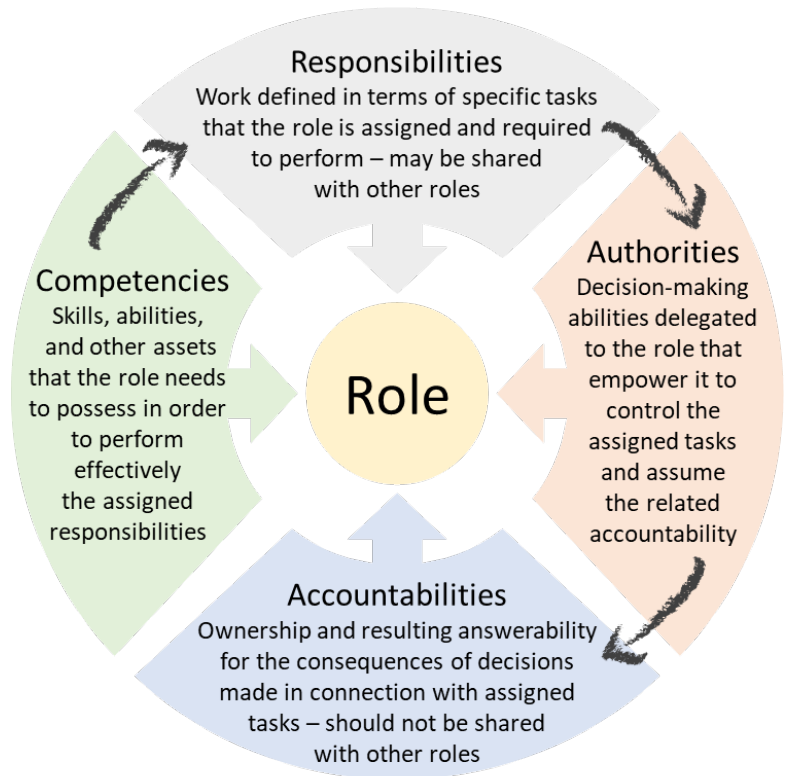 Responsibilities
Work defined in terms of specific tasks
that the role is assigned and required
to perform – may be shared
with other roles
Authorities
Decision-making
abilities delegated
to the role that
empower it to
control the
assigned tasks
and assume
the related
accountability
Competencies
Skills, abilities,
and other assets
that the role needs
to possess in order
to perform
effectively
the assigned
responsibilities
Role
Accountabilities
Ownership and resulting answerability
for the consequences of decisions
made in connection with assigned
tasks – should not be shared
with other roles